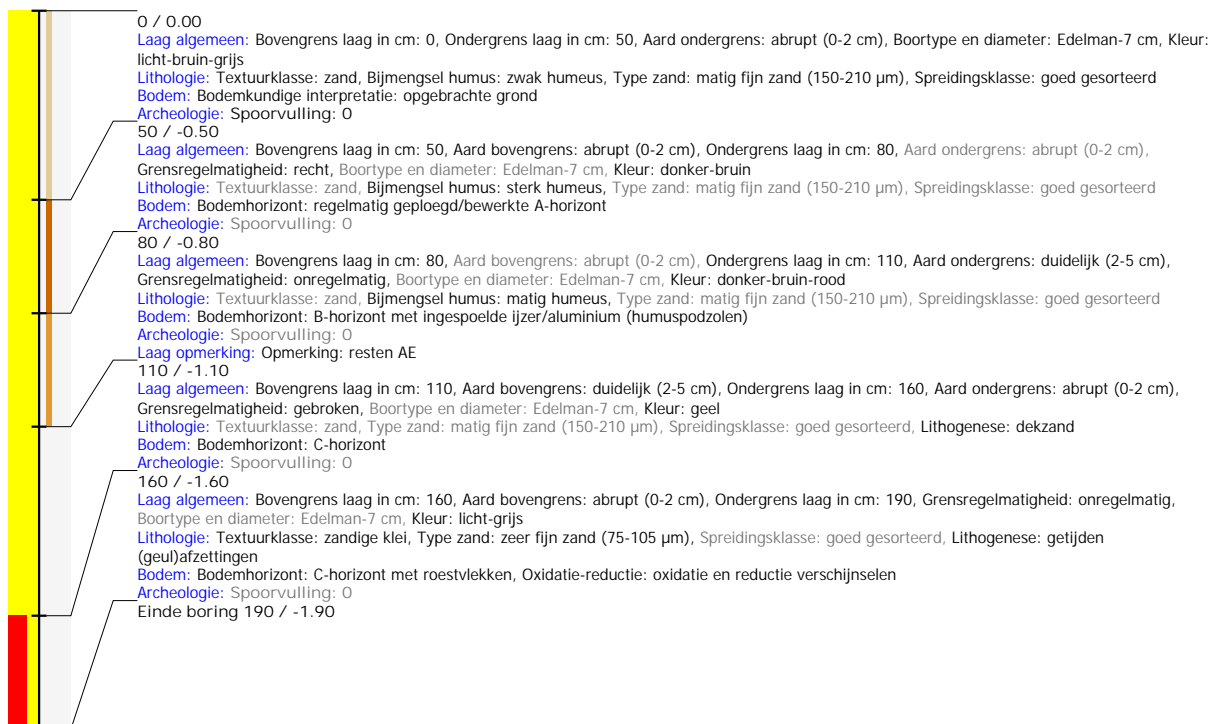 0 / 0.00
Laag algemeen: Bovengrens laag in cm: 0, Ondergrens laag in cm: 50, Aard ondergrens: abrupt (0-2 cm), Boortype en diameter: Edelman-7 cm, Kleur:
licht-bruin-grijs
Lithologie: Textuurklasse: zand, Bijmengsel humus: zwak humeus, Type zand: matig fijn zand (150-210 µm), Spreidingsklasse: goed gesorteerd
Bodem: Bodemkundige interpretatie: opgebrachte grond
Archeologie: Spoorvulling: 0
50 / -0.50
Laag algemeen: Bovengrens laag in cm: 50, Aard bovengrens: abrupt (0-2 cm), Ondergrens laag in cm: 80, Aard ondergrens: abrupt (0-2 cm),
Grensregelmatigheid: recht, Boortype en diameter: Edelman-7 cm, Kleur: donker-bruin
Lithologie: Textuurklasse: zand, Bijmengsel humus: sterk humeus, Type zand: matig fijn zand (150-210 µm), Spreidingsklasse: goed gesorteerd
Bodem: Bodemhorizont: regelmatig geploegd/bewerkte A-horizont
Archeologie: Spoorvulling: 0
80 / -0.80
Laag algemeen: Bovengrens laag in cm: 80, Aard bovengrens: abrupt (0-2 cm), Ondergrens laag in cm: 110, Aard ondergrens: duidelijk (2-5 cm),
Grensregelmatigheid: onregelmatig, Boortype en diameter: Edelman-7 cm, Kleur: donker-bruin-rood
Lithologie: Textuurklasse: zand, Bijmengsel humus: matig humeus, Type zand: matig fijn zand (150-210 µm), Spreidingsklasse: goed gesorteerd
Bodem: Bodemhorizont: B-horizont met ingespoelde ijzer/aluminium (humuspodzolen)
Archeologie: Spoorvulling: 0
Laag opmerking: Opmerking: resten AE
110 / -1.10
Laag algemeen: Bovengrens laag in cm: 110, Aard bovengrens: duidelijk (2-5 cm), Ondergrens laag in cm: 160, Aard ondergrens: abrupt (0-2 cm),
Grensregelmatigheid: gebroken, Boortype en diameter: Edelman-7 cm, Kleur: geel
Lithologie: Textuurklasse: zand, Type zand: matig fijn zand (150-210 µm), Spreidingsklasse: goed gesorteerd, Lithogenese: dekzand
Bodem: Bodemhorizont: C-horizont
Archeologie: Spoorvulling: 0
160 / -1.60
Laag algemeen: Bovengrens laag in cm: 160, Aard bovengrens: abrupt (0-2 cm), Ondergrens laag in cm: 190, Grensregelmatigheid: onregelmatig,
Boortype en diameter: Edelman-7 cm, Kleur: licht-grijs
Lithologie: Textuurklasse: zandige klei, Type zand: zeer fijn zand (75-105 µm), Spreidingsklasse: goed gesorteerd, Lithogenese: getijden
(geul)afzettingen
Bodem: Bodemhorizont: C-horizont met roestvlekken, Oxidatie-reductie: oxidatie en reductie verschijnselen
Archeologie: Spoorvulling: 0
Einde boring 190 / -1.90